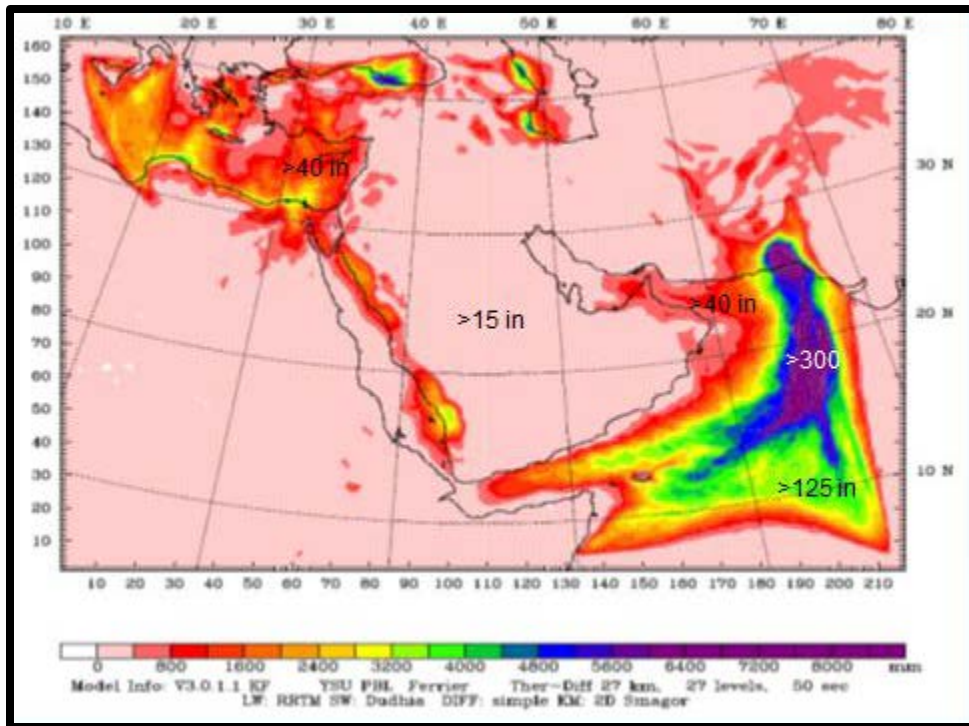 10 E 20 E 30 E 40 E 50 E 60 E 70 E 80 E
160
150
140
130
120
110
100
90
80
70
60
50
40
30
20
10
30 N
20 N
10 N
>40 in
>15 in
>40 in
>300
>125 in
10 20 30 40 50 60 70 80 90 100 110 120 130 140 150 160 170 180 190 200 210
0 800 1600 2400 3200 4000 4800 5600 6400 7200 8000 mm
Model Info: V3.0.1.1 KF YSU PBL Ferrier Ther-Diff 27 km, 27 levels, 50 sec
LW: RRTM SW: Dudhia DIFF: simple KM: 2D Smagor